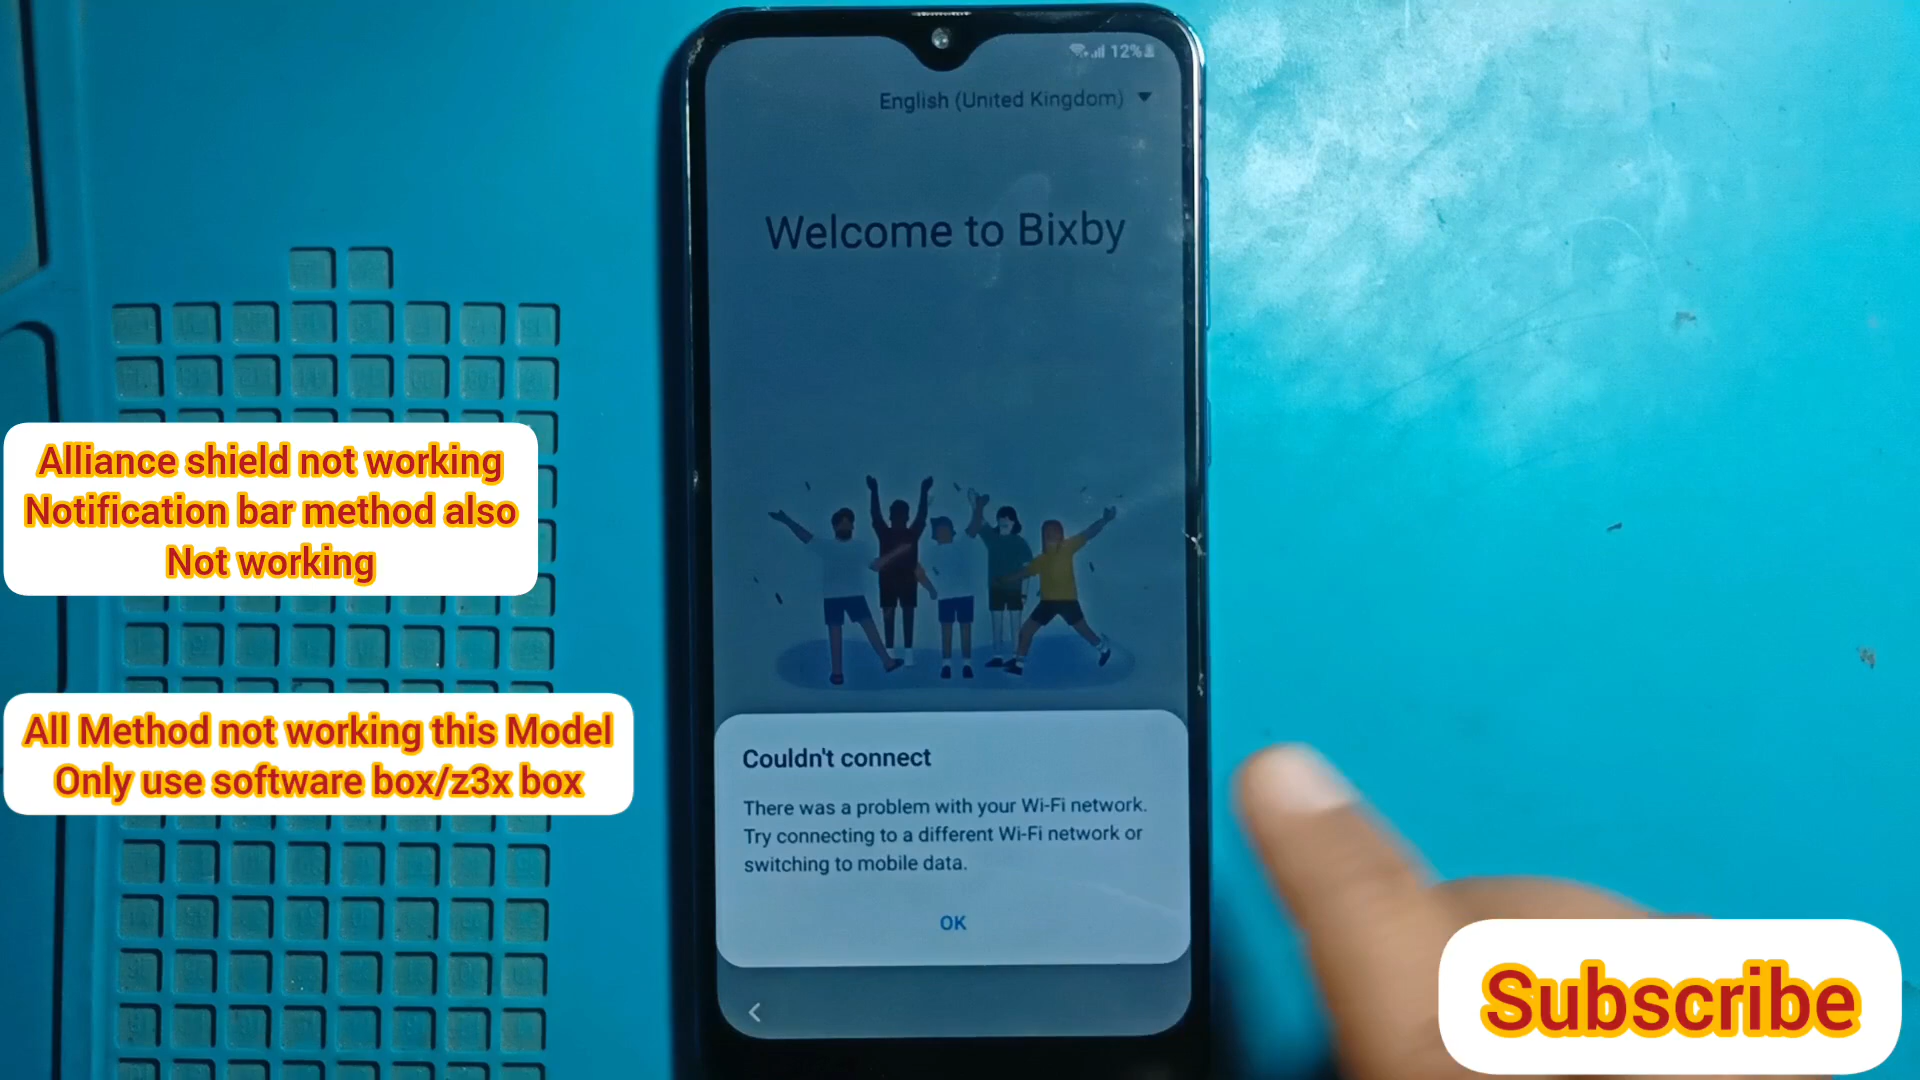 12%
English (United Kingdom)
Welcome to Bixby
Alliance shield not working
Notification bar method also
Not working
All Method not working this Model
Only use software box/z3x box
Couldn't connect
There was a problem with your Wi-Fi network.
Try connecting to a different Wi-Fi network or
switching to mobile data.
OK
Subscribe